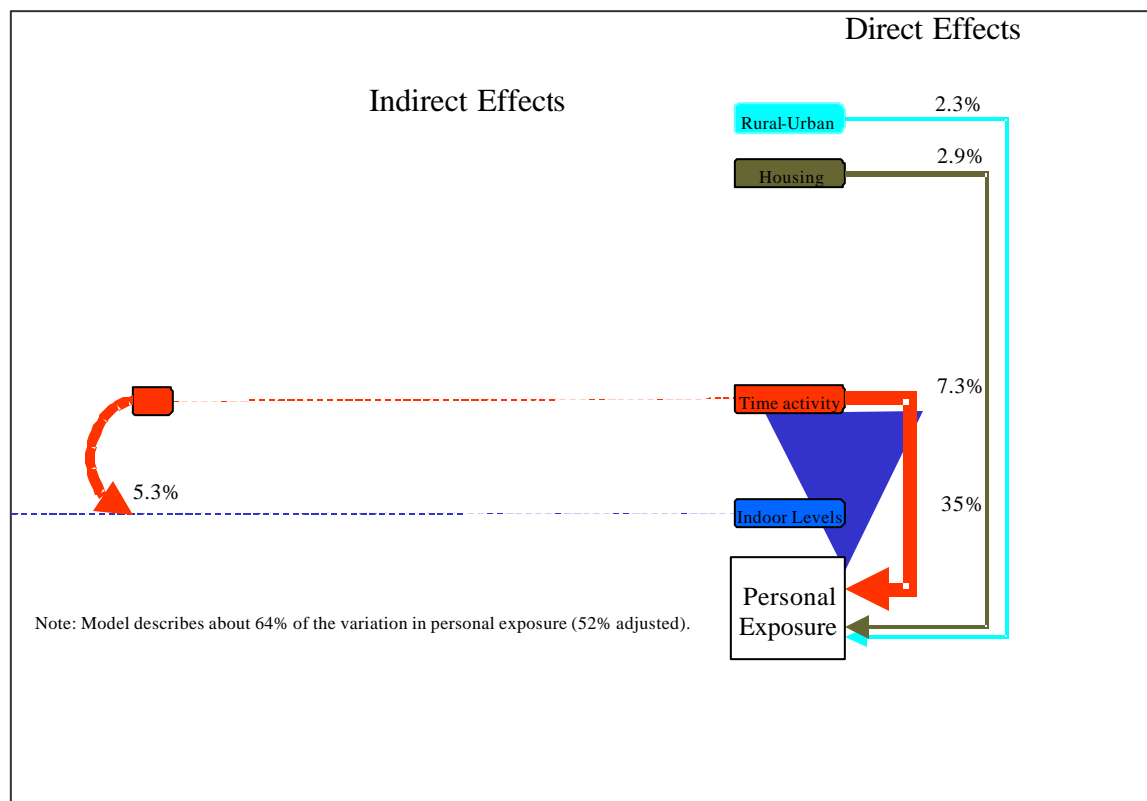 Direct Effects
Indirect Effects
2.3%
Rural-Urban
2.9%
Housing
7.3%
Time activity
5.3%
35%
Indoor Levels
Personal
Exposure
Note: Model describes about 64% of the variation in personal exposure (52% adjusted).